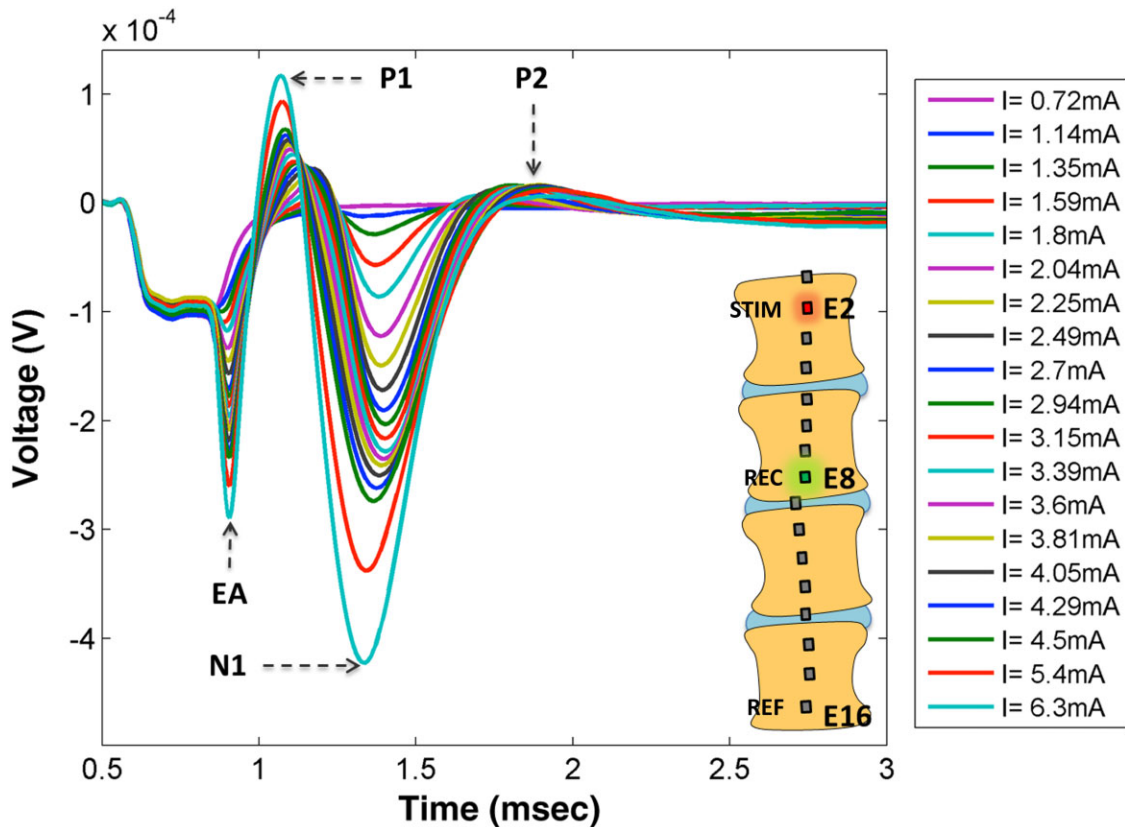 x 10⁻⁴
P1
P2
1
0
-1
-2
-3
-4
Voltage (V)
EA
N1
STIM
E2
REC
E8
REF
E16
0.5
1
1.5
2
2.5
3
Time (msec)
I= 0.72mA
I= 1.14mA
I= 1.35mA
I= 1.59mA
I= 1.8mA
I= 2.04mA
I= 2.25mA
I= 2.49mA
I= 2.7mA
I= 2.94mA
I= 3.15mA
I= 3.39mA
I= 3.6mA
I= 3.81mA
I= 4.05mA
I= 4.29mA
I= 4.5mA
I= 5.4mA
I= 6.3mA